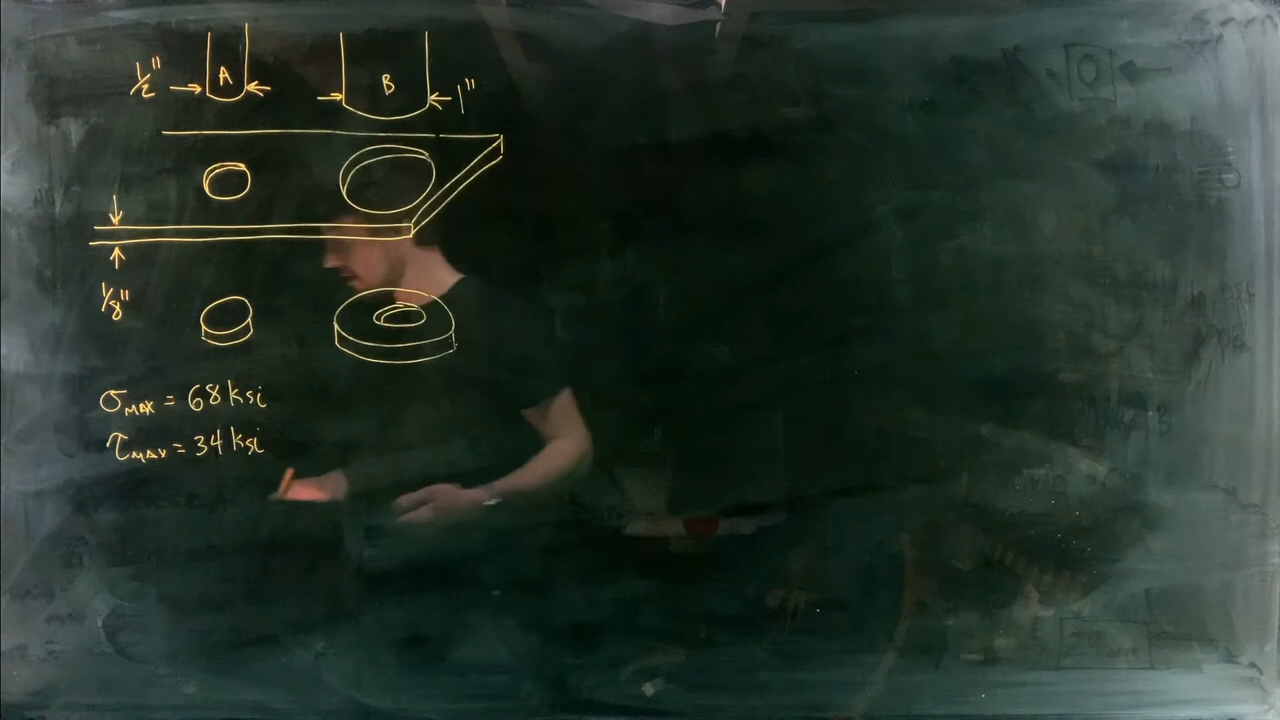 1/2" A B 1"
1/8"
σMAX = 68 ksi
τMAX = 34 ksi